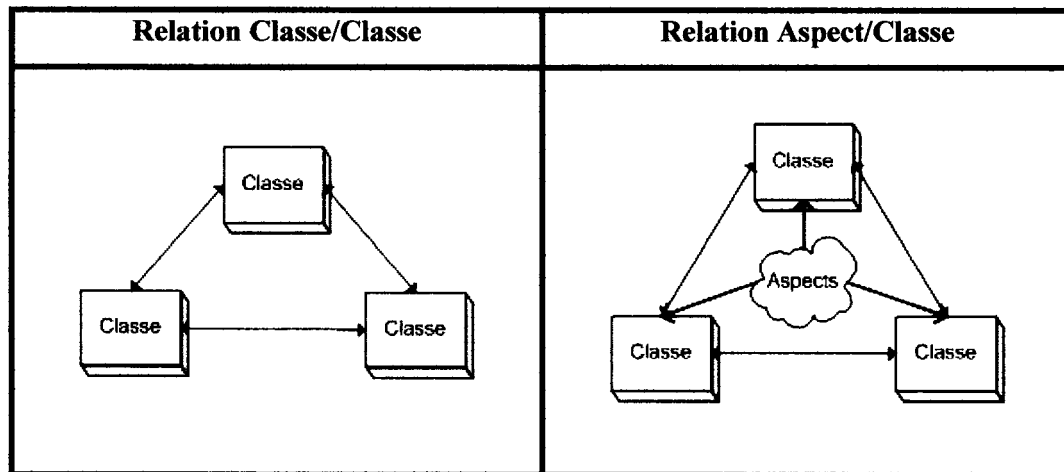 Relation Classe/Classe
Relation Aspect/Classe
Classe
Classe
Classe
Classe
Aspects
Classe
Classe